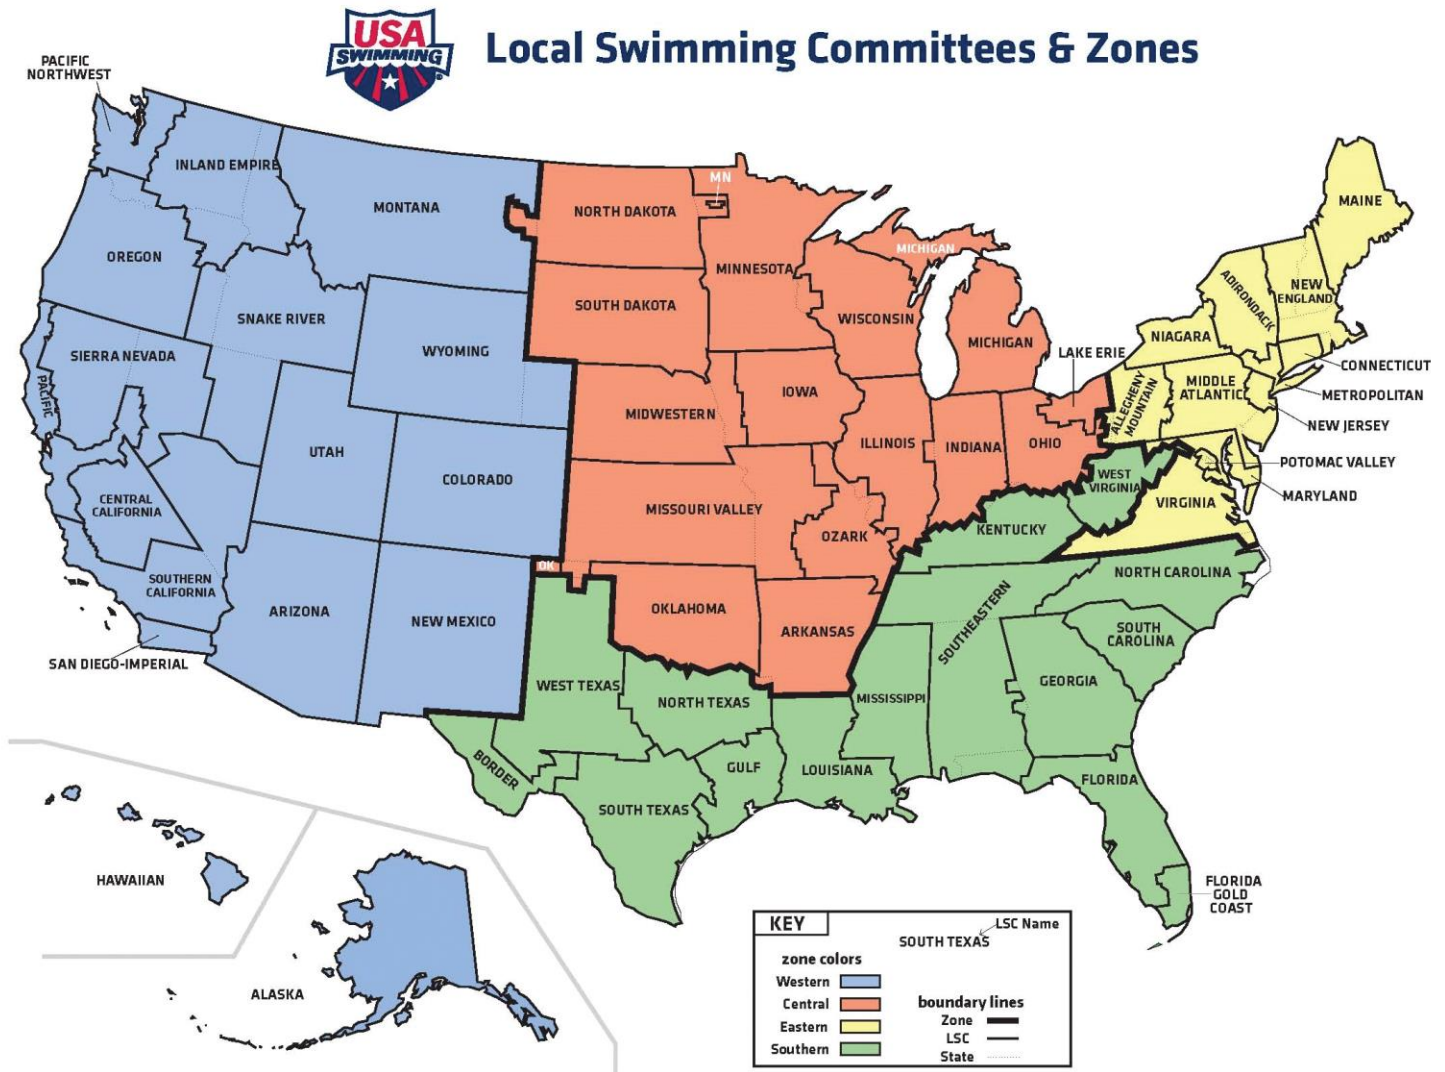 USA
SWIMMING
Local Swimming Committees & Zones
PACIFIC
NORTHWEST
INLAND EMPIRE
MONTANA
OREGON
SNAKE RIVER
WYOMING
SIERRA NEVADA
PACIFIC
UTAH
COLORADO
CENTRAL
CALIFORNIA
SOUTHERN
CALIFORNIA
SAN DIEGO-IMPERIAL
ARIZONA
NEW MEXICO
HAWAIIAN
ALASKA
NORTH DAKOTA
MN
MINNESOTA
SOUTH DAKOTA
WISCONSIN
MICHIGAN
MICHIGAN
LAKE ERIE
MIDWESTERN
IOWA
ILLINOIS
INDIANA
OHIO
MISSOURI VALLEY
OZARK
OK
OKLAHOMA
ARKANSAS
MAINE
ADIRONDACK
NEW
ENGLAND
NIAGARA
CONNECTICUT
ALLEGHENY
MOUNTAIN
MIDDLE
ATLANTIC
METROPOLITAN
NEW JERSEY
POTOMAC VALLEY
MARYLAND
VIRGINIA
WEST
VIRGINIA
KENTUCKY
NORTH CAROLINA
SOUTHEASTERN
SOUTH
CAROLINA
GEORGIA
MISSISSIPPI
WEST TEXAS
NORTH TEXAS
BORDER
GULF
LOUISIANA
SOUTH TEXAS
FLORIDA
FLORIDA
GOLD
COAST
KEY
LSC Name
SOUTH TEXAS
zone colors
Western
Central
Eastern
Southern
boundary lines
Zone
LSC
State